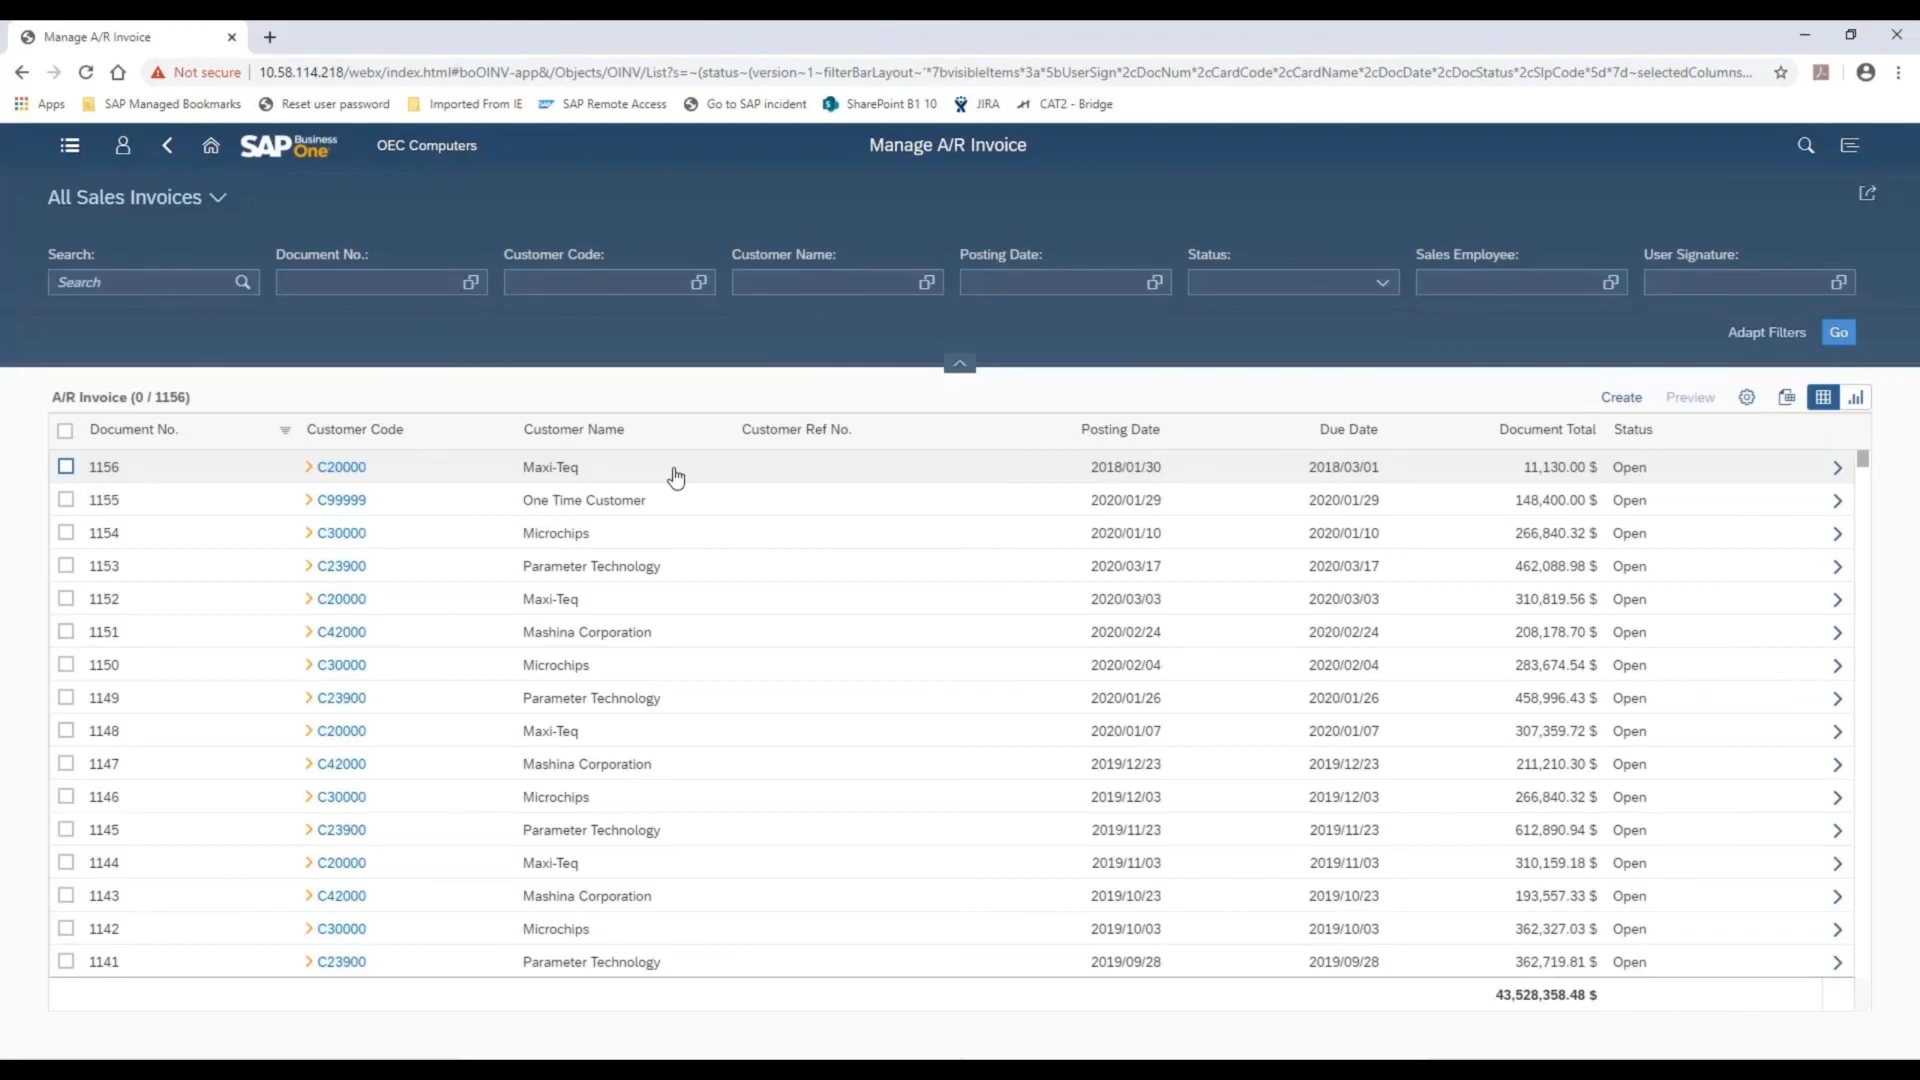 Manage A/R Invoice
Not secure 10.58.114.218/webx/index.html#boOINV-app&/Objects/OINV/List?s=~(status~(version~1~filterBarLayout~'*7bvisibleItems*3a*5bUserSign*2cDocNum*2cCardCode*2cCardName*2cDocDate*2cDocStatus*2cSlpCode*5d*7d~selectedColumns...
Apps SAP Managed Bookmarks Reset user password Imported From IE SAP Remote Access Go to SAP incident SharePoint B1 10 JIRA CAT2 - Bridge
SAP Business One OEC Computers Manage A/R Invoice
All Sales Invoices
Search: Document No.: Customer Code: Customer Name: Posting Date: Status: Sales Employee: User Signature:
Search
Adapt Filters Go
A/R Invoice (0 / 1156) Create Preview
Document No. Customer Code Customer Name Customer Ref No. Posting Date Due Date Document Total Status
1156 C20000 Maxi-Teq 2018/01/30 2018/03/01 11,130.00 $ Open
1155 C99999 One Time Customer 2020/01/29 2020/01/29 148,400.00 $ Open
1154 C30000 Microchips 2020/01/10 2020/01/10 266,840.32 $ Open
1153 C23900 Parameter Technology 2020/03/17 2020/03/17 462,088.98 $ Open
1152 C20000 Maxi-Teq 2020/03/03 2020/03/03 310,819.56 $ Open
1151 C42000 Mashina Corporation 2020/02/24 2020/02/24 208,178.70 $ Open
1150 C30000 Microchips 2020/02/04 2020/02/04 283,674.54 $ Open
1149 C23900 Parameter Technology 2020/01/26 2020/01/26 458,996.43 $ Open
1148 C20000 Maxi-Teq 2020/01/07 2020/01/07 307,359.72 $ Open
1147 C42000 Mashina Corporation 2019/12/23 2019/12/23 211,210.30 $ Open
1146 C30000 Microchips 2019/12/03 2019/12/03 266,840.32 $ Open
1145 C23900 Parameter Technology 2019/11/23 2019/11/23 612,890.94 $ Open
1144 C20000 Maxi-Teq 2019/11/03 2019/11/03 310,159.18 $ Open
1143 C42000 Mashina Corporation 2019/10/23 2019/10/23 193,557.33 $ Open
1142 C30000 Microchips 2019/10/03 2019/10/03 362,327.03 $ Open
1141 C23900 Parameter Technology 2019/09/28 2019/09/28 362,719.81 $ Open
43,528,358.48 $